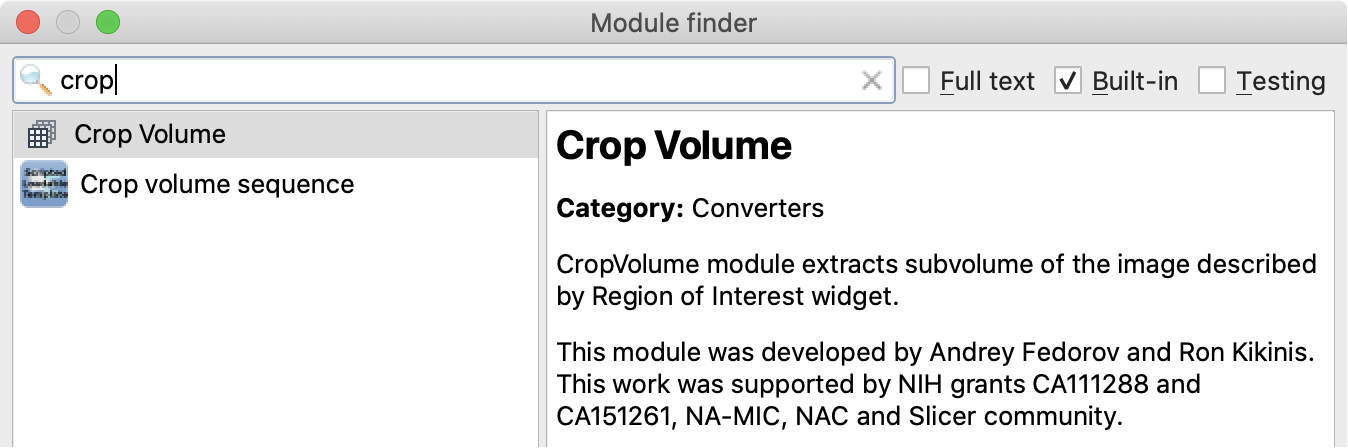 Module finder
crop
Full text
Built-in
Testing
Crop Volume
Scripted
Loadable
Template
Crop volume sequence
Crop Volume
Category: Converters
CropVolume module extracts subvolume of the image described
by Region of Interest widget.
This module was developed by Andrey Fedorov and Ron Kikinis.
This work was supported by NIH grants CA111288 and
CA151261, NA-MIC, NAC and Slicer community.